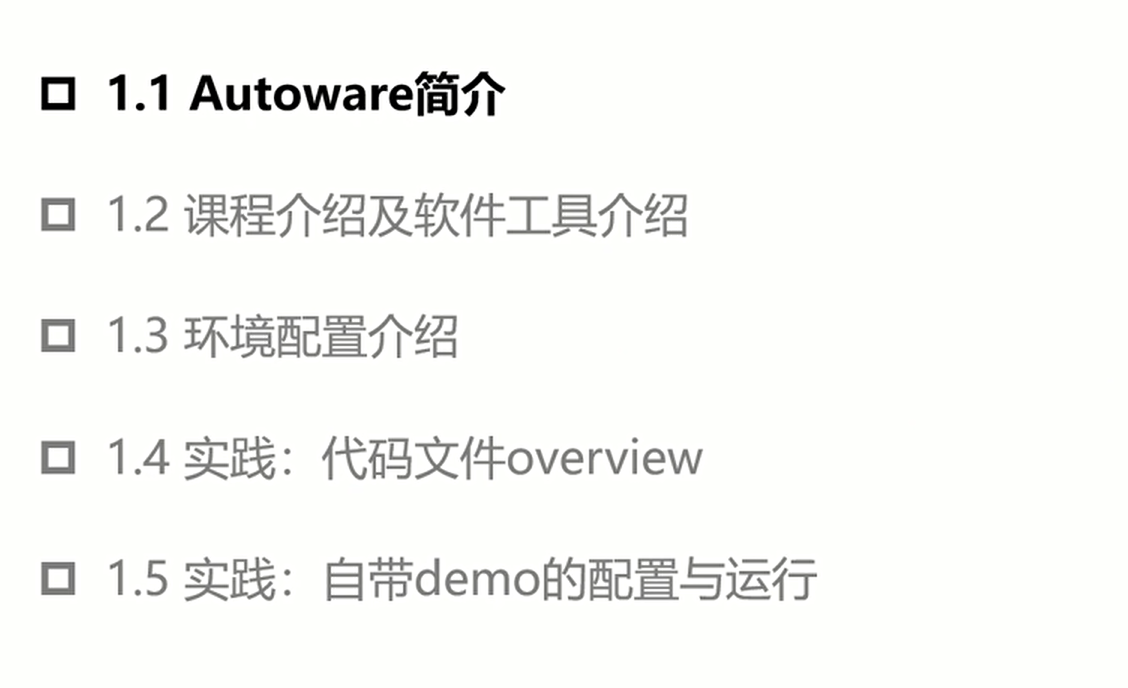 1.1 Autoware简介
1.2 课程介绍及软件工具介绍
1.3 环境配置介绍
1.4 实践：代码文件overview
1.5 实践：自带demo的配置与运行